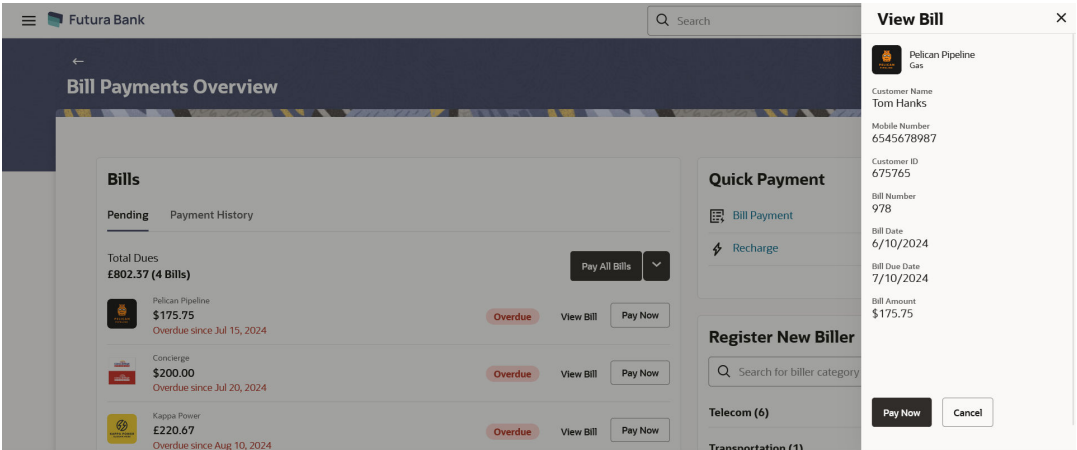 Futura Bank
Search
Bill Payments Overview
Bills
Pending
Payment History
Total Dues
£802.37 (4 Bills)
Pay All Bills
Pelican Pipeline
$175.75
Overdue since Jul 15, 2024
Overdue
View Bill
Pay Now
Concierge
$200.00
Overdue since Jul 20, 2024
Overdue
View Bill
Pay Now
KAPPA POWER
Kappa Power
£220.67
Overdue since Aug 10, 2024
Overdue
View Bill
Pay Now
Quick Payment
Bill Payment
Recharge
Register New Biller
Search for biller category
Telecom (6)
Transportation (1)
View Bill
PELICAN
Pelican Pipeline
Gas
Customer Name
Tom Hanks
Mobile Number
6545678987
Customer ID
675765
Bill Number
978
Bill Date
6/10/2024
Bill Due Date
7/10/2024
Bill Amount
$175.75
Pay Now
Cancel